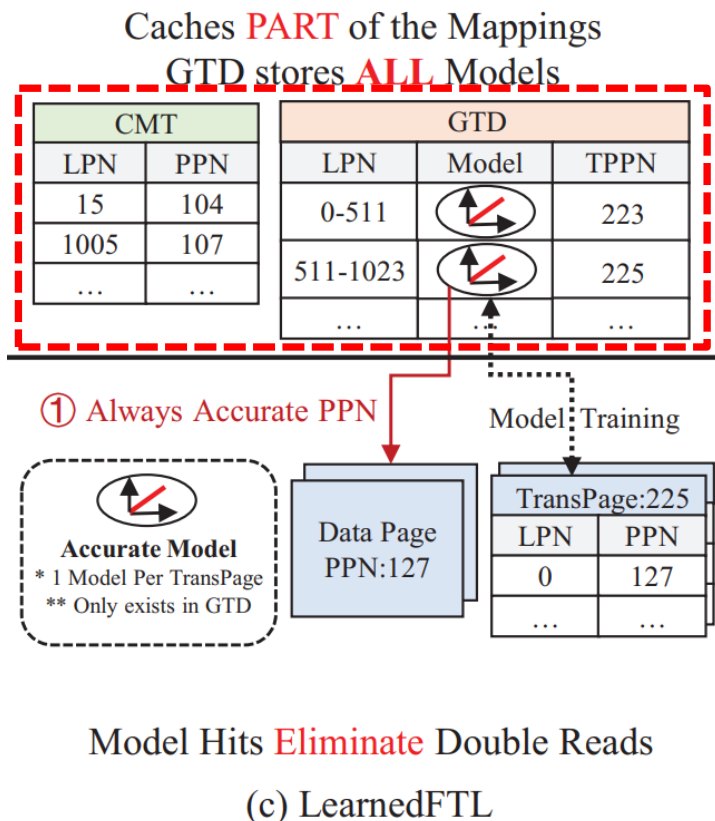 Caches PART of the Mappings
GTD stores ALL Models
CMT
LPN PPN
15 104
1005 107
... ...
GTD
LPN Model TPPN
0-511 223
511-1023 225
... ... ...
① Always Accurate PPN
Model Training
Accurate Model
* 1 Model Per TransPage
** Only exists in GTD
Data Page
PPN:127
TransPage:225
LPN PPN
0 127
... ...
Model Hits Eliminate Double Reads
(c) LearnedFTL